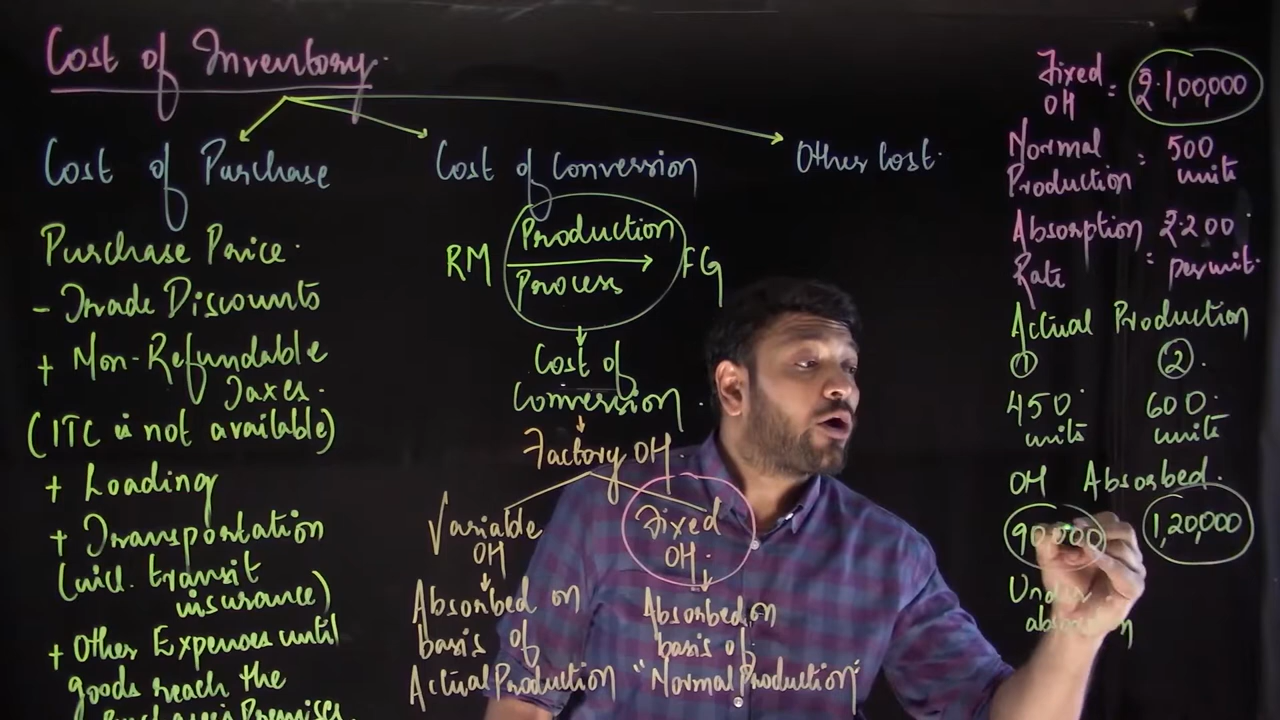 Cost of Inventory.
Cost of Purchase
Purchase Price.
- Trade Discounts
+ Non-Refundable
Taxes.
(ITC is not available)
+ Loading
+ Transportation
(incl. transit
insurance)
+ Other Expenses until
goods reach the
Purchaser's Premises.
Cost of Conversion
RM Production FG
Process
Cost of
Conversion.
Factory OH.
Variable
OH
Absorbed on
basis of
Actual Production
Fixed
OH.
Absorbed on
basis of
"Normal Production".
Other Cost.
Fixed
OH = ₹.1,00,000
Normal
Production = 500
units
Absorption
Rate = ₹.200
per unit.
Actual Production
① ②.
450 600
units units
OH Absorbed.
90,000 1,20,000
Under
absorption